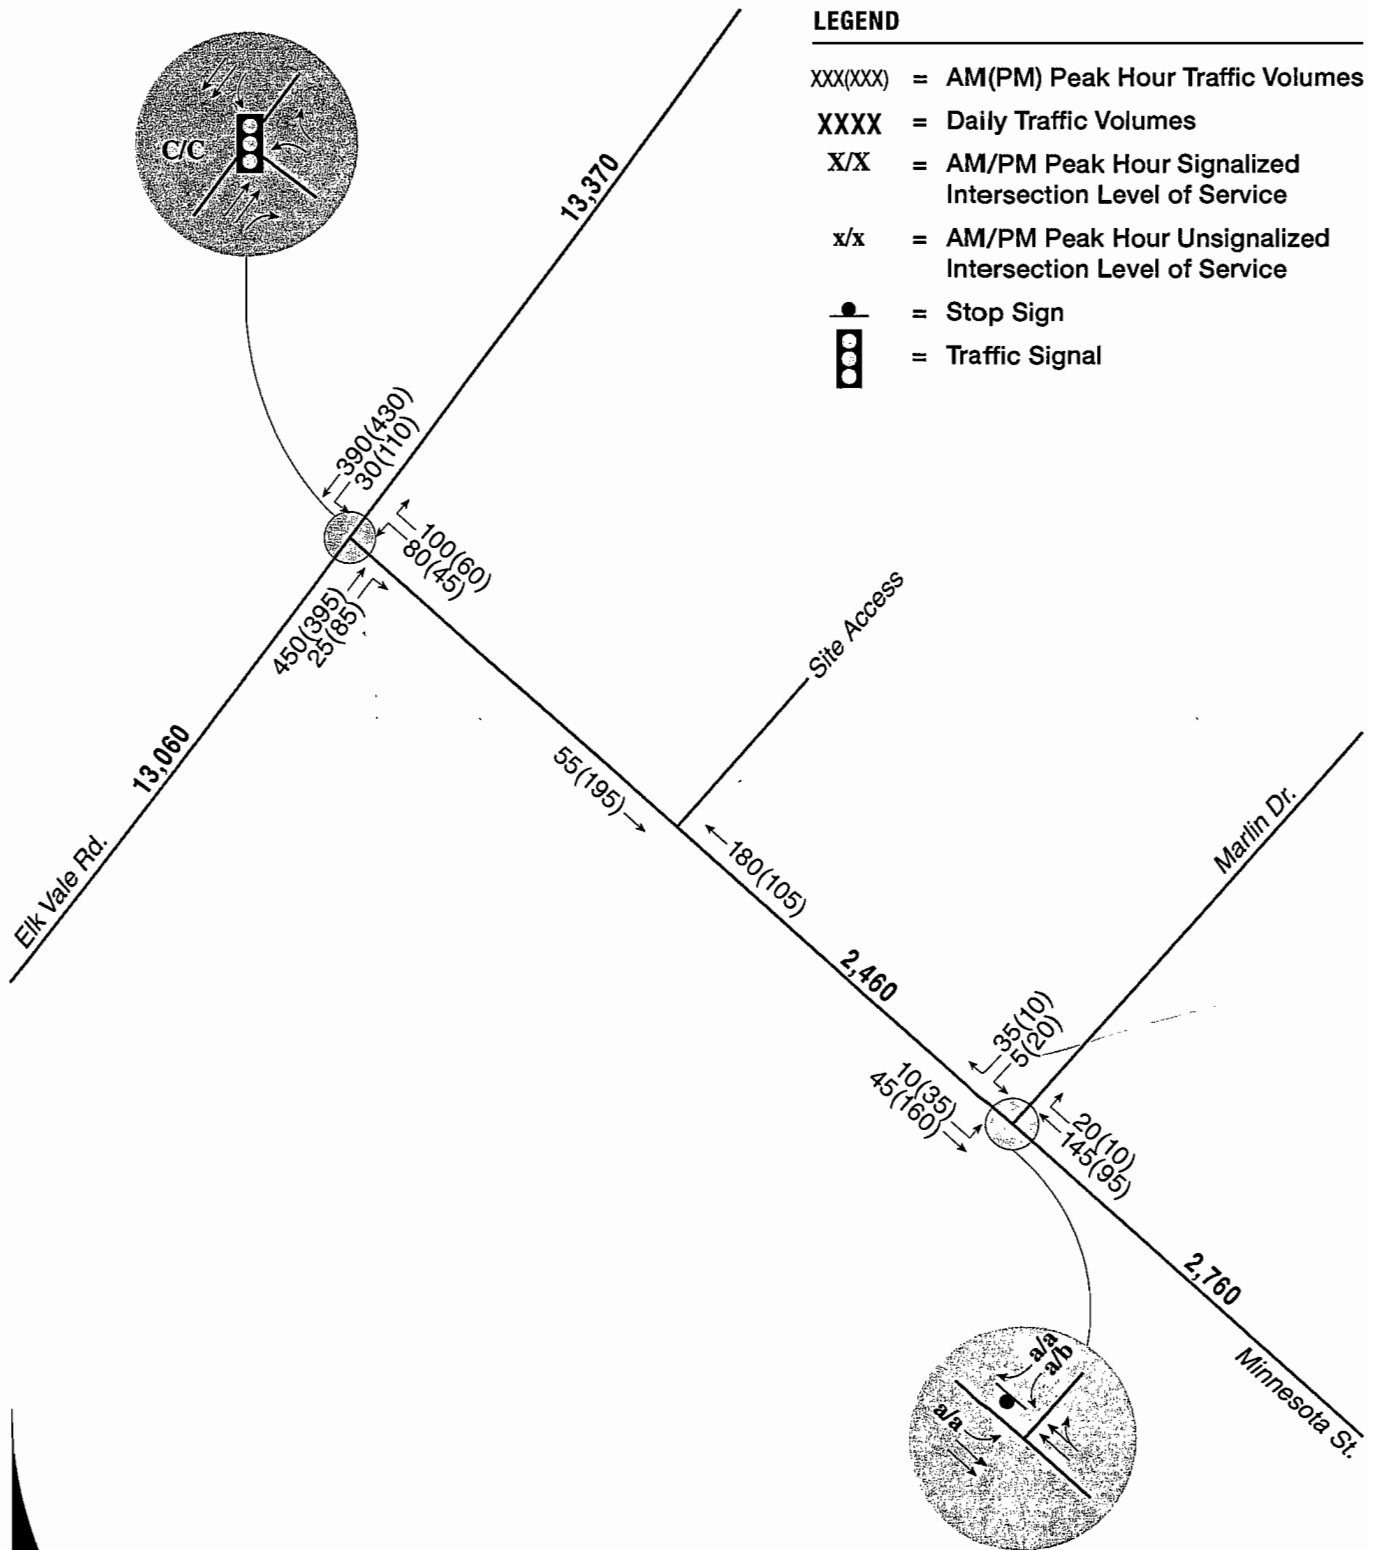 LEGEND
XXX(XXX) = AM(PM) Peak Hour Traffic Volumes
XXXX = Daily Traffic Volumes
X/X = AM/PM Peak Hour Signalized
Intersection Level of Service
x/x = AM/PM Peak Hour Unsignalized
Intersection Level of Service
= Stop Sign
= Traffic Signal
C/C
13,370
390(430)
30(110)
100(60)
80(45)
450(395)
25(85)
13,060
Elk Vale Rd.
Site Access
55(195)
180(105)
Marlin Dr.
2,460
35(10)
5(20)
10(35)
45(160)
20(10)
145(95)
2,760
Minnesota St.
a/a
a/b
a/a